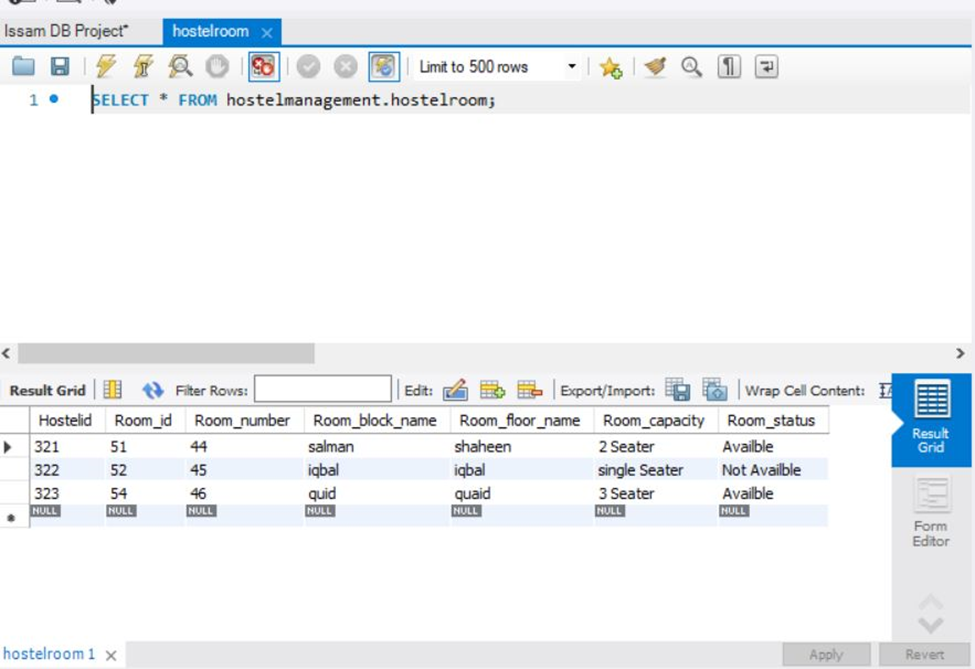 Issam DB Project* hostelroom
Limit to 500 rows
1 SELECT * FROM hostelmanagement.hostelroom;
Result Grid Filter Rows: Edit: Export/Import: Wrap Cell Content:
Hostelid Room_id Room_number Room_block_name Room_floor_name Room_capacity Room_status
321 51 44 salman shaheen 2 Seater Availble
322 52 45 iqbal iqbal single Seater Not Availble
323 54 46 quid quaid 3 Seater Availble
NULL NULL NULL NULL NULL NULL NULL
Result
Grid
Form
Editor
hostelroom 1
Apply Revert